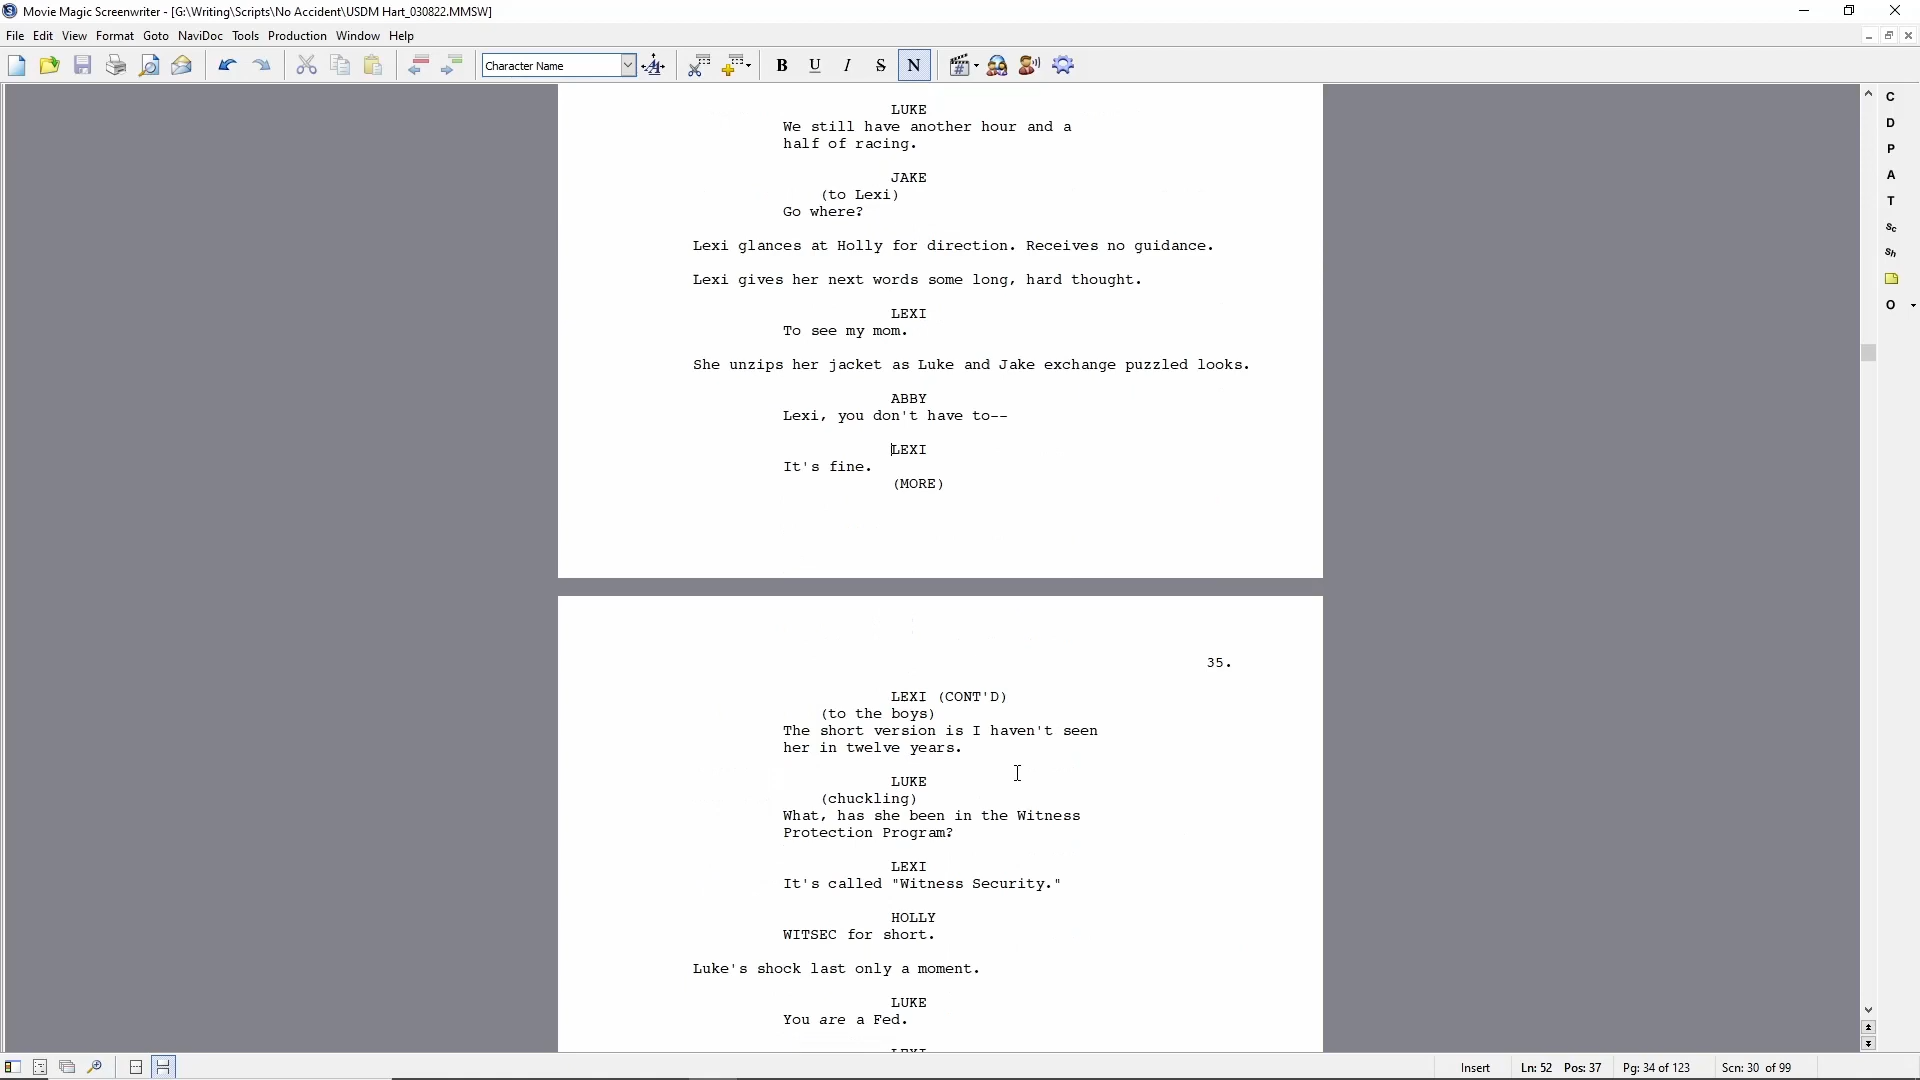 Movie Magic Screenwriter - [G:\Writing\Scripts\No Accident\USDM Hart_030822.MMSW]
File Edit View Format Goto NaviDoc Tools Production Window Help
Character Name A B U I S N
LUKE
We still have another hour and a
half of racing.
JAKE
(to Lexi)
Go where?
Lexi glances at Holly for direction. Receives no guidance.
Lexi gives her next words some long, hard thought.
LEXI
To see my mom.
She unzips her jacket as Luke and Jake exchange puzzled looks.
ABBY
Lexi, you don't have to--
LEXI
It's fine.
(MORE)
35.
LEXI (CONT'D)
(to the boys)
The short version is I haven't seen
her in twelve years.
LUKE
(chuckling)
What, has she been in the Witness
Protection Program?
LEXI
It's called "Witness Security."
HOLLY
WITSEC for short.
Luke's shock last only a moment.
LUKE
You are a Fed.
LEXI
C
D
P
A
T
Sc
Sh
O
Insert Ln: 52 Pos: 37 Pg: 34 of 123 Scn: 30 of 99